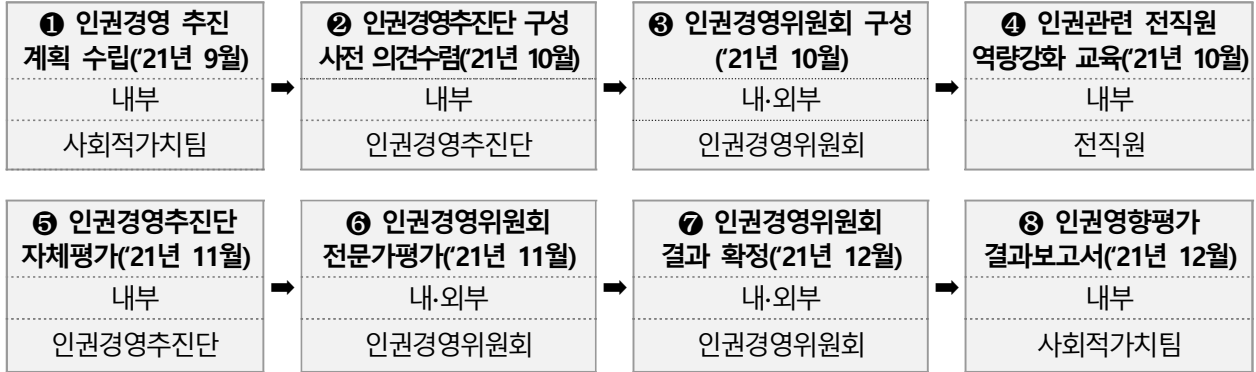 ❶ 인권경영 추진
계획 수립(‘21년 9월)
내부
사회적가치팀
➡
❷ 인권경영추진단 구성
사전 의견수렴(‘21년 10월)
내부
인권경영추진단
➡
❸ 인권경영위원회 구성
(‘21년 10월)
내·외부
인권경영위원회
➡
❹ 인권관련 전직원
역량강화 교육(‘21년 10월)
내부
전직원
❺ 인권경영추진단
자체평가(‘21년 11월)
내부
인권경영추진단
➡
❻ 인권경영위원회
전문가평가(‘21년 11월)
내·외부
인권경영위원회
➡
❼ 인권경영위원회
결과 확정(‘21년 12월)
내·외부
인권경영위원회
➡
❽ 인권영향평가
결과보고서(‘21년 12월)
내부
사회적가치팀